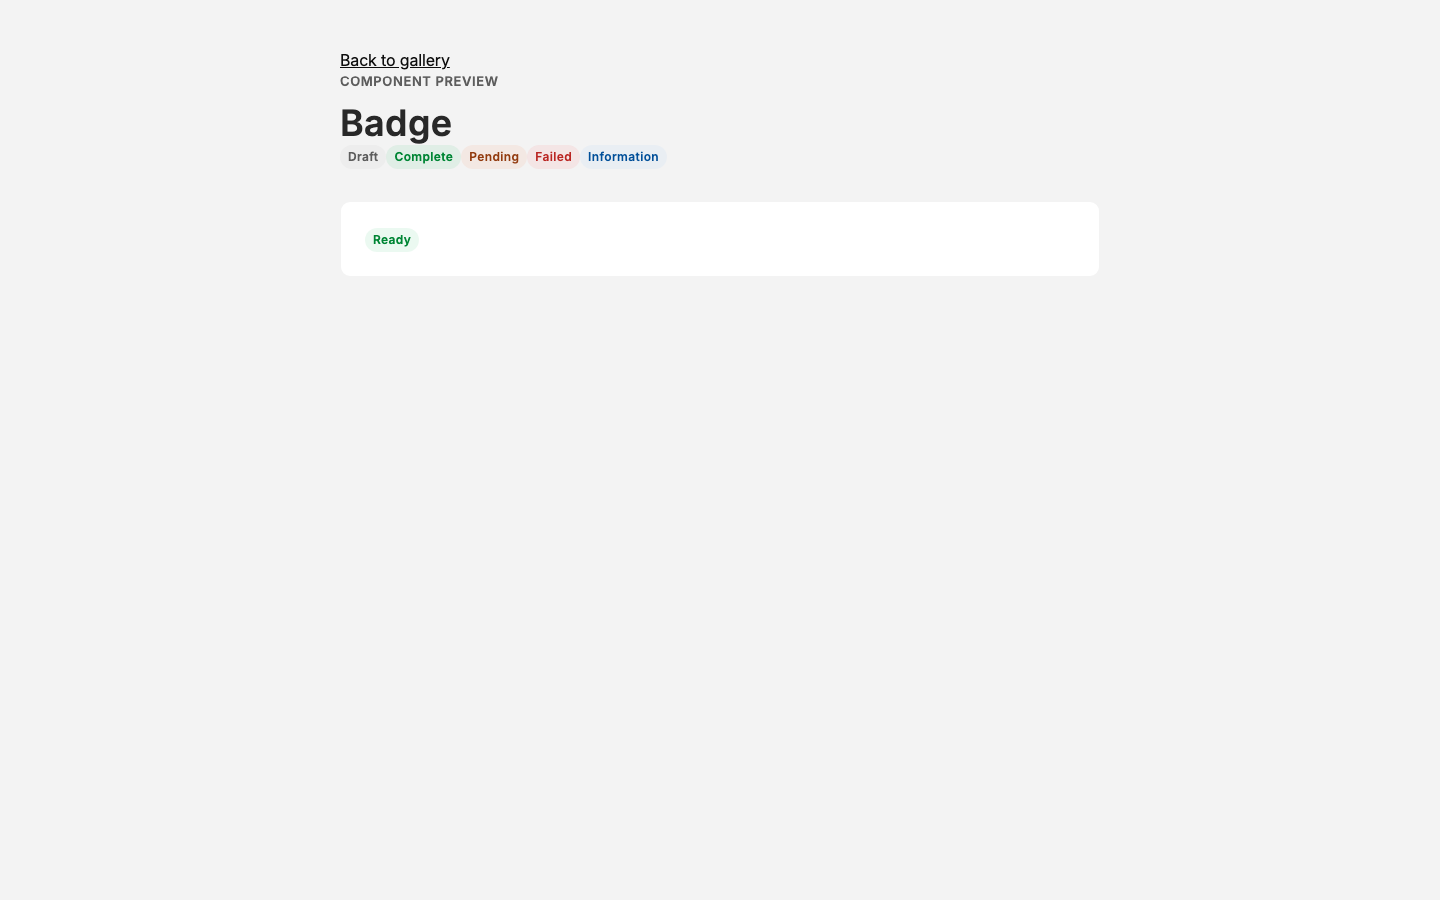 Back to gallery
COMPONENT PREVIEW
Badge
Draft Complete Pending Failed Information
Ready